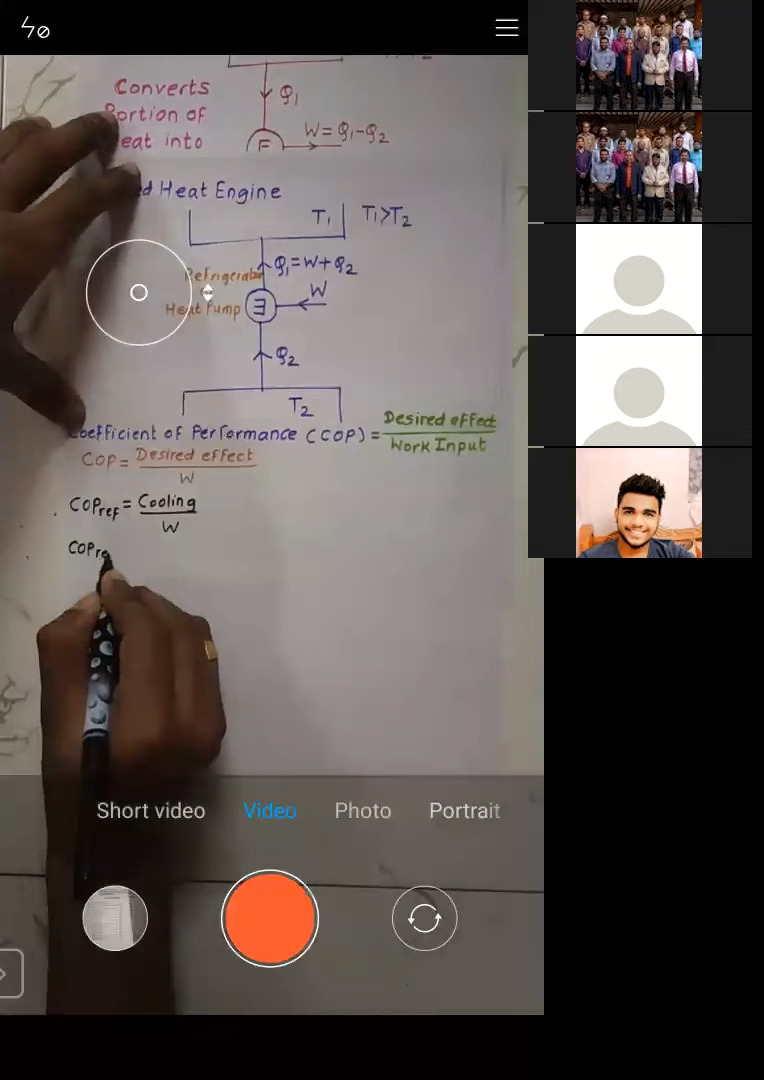 Converts
Portion of
eat into
Q1
W=Q1-Q2
E
d Heat Engine
T1
T1>T2
Refrigerator
Q1=W+Q2
W
Heat Pump
Ǝ
Q2
T2
Coefficient of Performance (COP) = Desired effect
Work Input
COP = Desired effect
W
COPref = Cooling
W
COPre
Short video
Video
Photo
Portrait